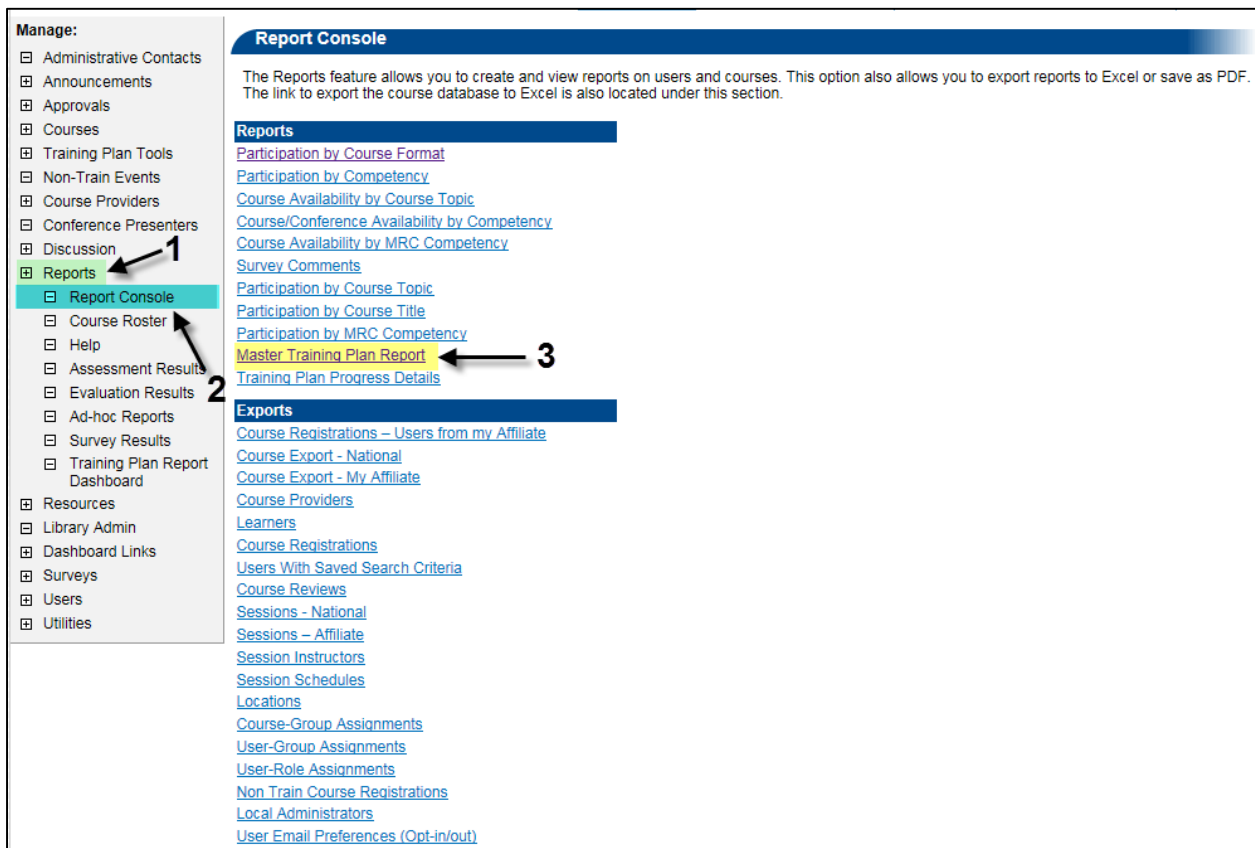 Manage:
Administrative Contacts
Announcements
Approvals
Courses
Training Plan Tools
Non-Train Events
Course Providers
Conference Presenters
Discussion
1
Reports
Report Console
Course Roster
Help
Assessment Results
2
Evaluation Results
Ad-hoc Reports
Survey Results
Training Plan Report
Dashboard
Resources
Library Admin
Dashboard Links
Surveys
Users
Utilities
Report Console
The Reports feature allows you to create and view reports on users and courses. This option also allows you to export reports to Excel or save as PDF.
The link to export the course database to Excel is also located under this section.
Reports
Participation by Course Format
Participation by Competency
Course Availability by Course Topic
Course/Conference Availability by Competency
Course Availability by MRC Competency
Survey Comments
Participation by Course Topic
Participation by Course Title
Participation by MRC Competency
Master Training Plan Report 3
Training Plan Progress Details
Exports
Course Registrations – Users from my Affiliate
Course Export - National
Course Export - My Affiliate
Course Providers
Learners
Course Registrations
Users With Saved Search Criteria
Course Reviews
Sessions - National
Sessions – Affiliate
Session Instructors
Session Schedules
Locations
Course-Group Assignments
User-Group Assignments
User-Role Assignments
Non Train Course Registrations
Local Administrators
User Email Preferences (Opt-in/out)